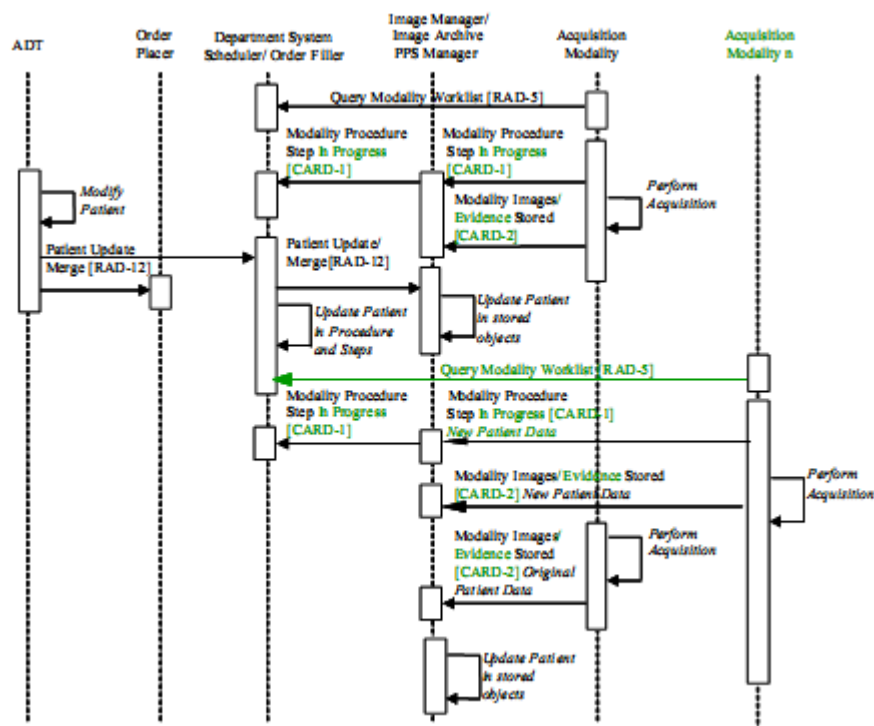 ADT
Order
Placer
Department System
Scheduler/ Order Filler
Image Manager/
Image Archive
PPS Manager
Acquisition
Modality
Acquisition
Modality n
Query Modality Worklist [RAD-5]
Modality Procedure
Step In Progress
[CARD-1]
Modality Procedure
Step In Progress
[CARD-1]
Perform
Acquisition
Modify
Patient
Modality Images/
Evidence Stored
[CARD-2]
Patient Update
Merge [RAD-12]
Patient Update/
Merge[RAD-12]
Update Patient
in Procedure
and Steps
Update Patient
in stored
objects
Query Modality Worklist [RAD-5]
Modality Procedure
Step In Progress
[CARD-1]
Modality Procedure
Step In Progress [CARD-1]
New Patient Data
Modality Images/Evidence Stored
[CARD-2] New Patient Data
Perform
Acquisition
Modality Images/
Evidence Stored
[CARD-2] Original
Patient Data
Perform
Acquisition
Update Patient
in stored
objects